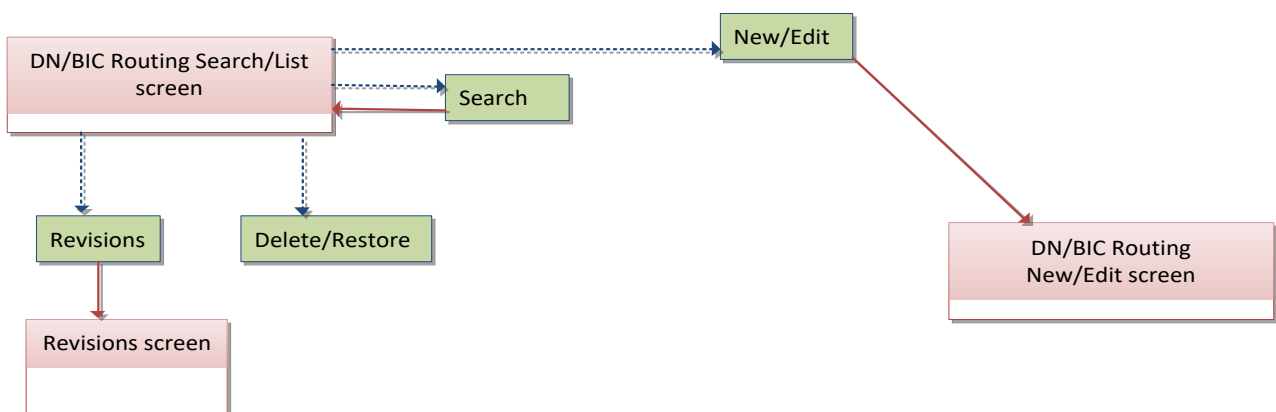 New/Edit
DN/BIC Routing Search/List
screen
Search
Revisions
Delete/Restore
DN/BIC Routing
New/Edit screen
Revisions screen